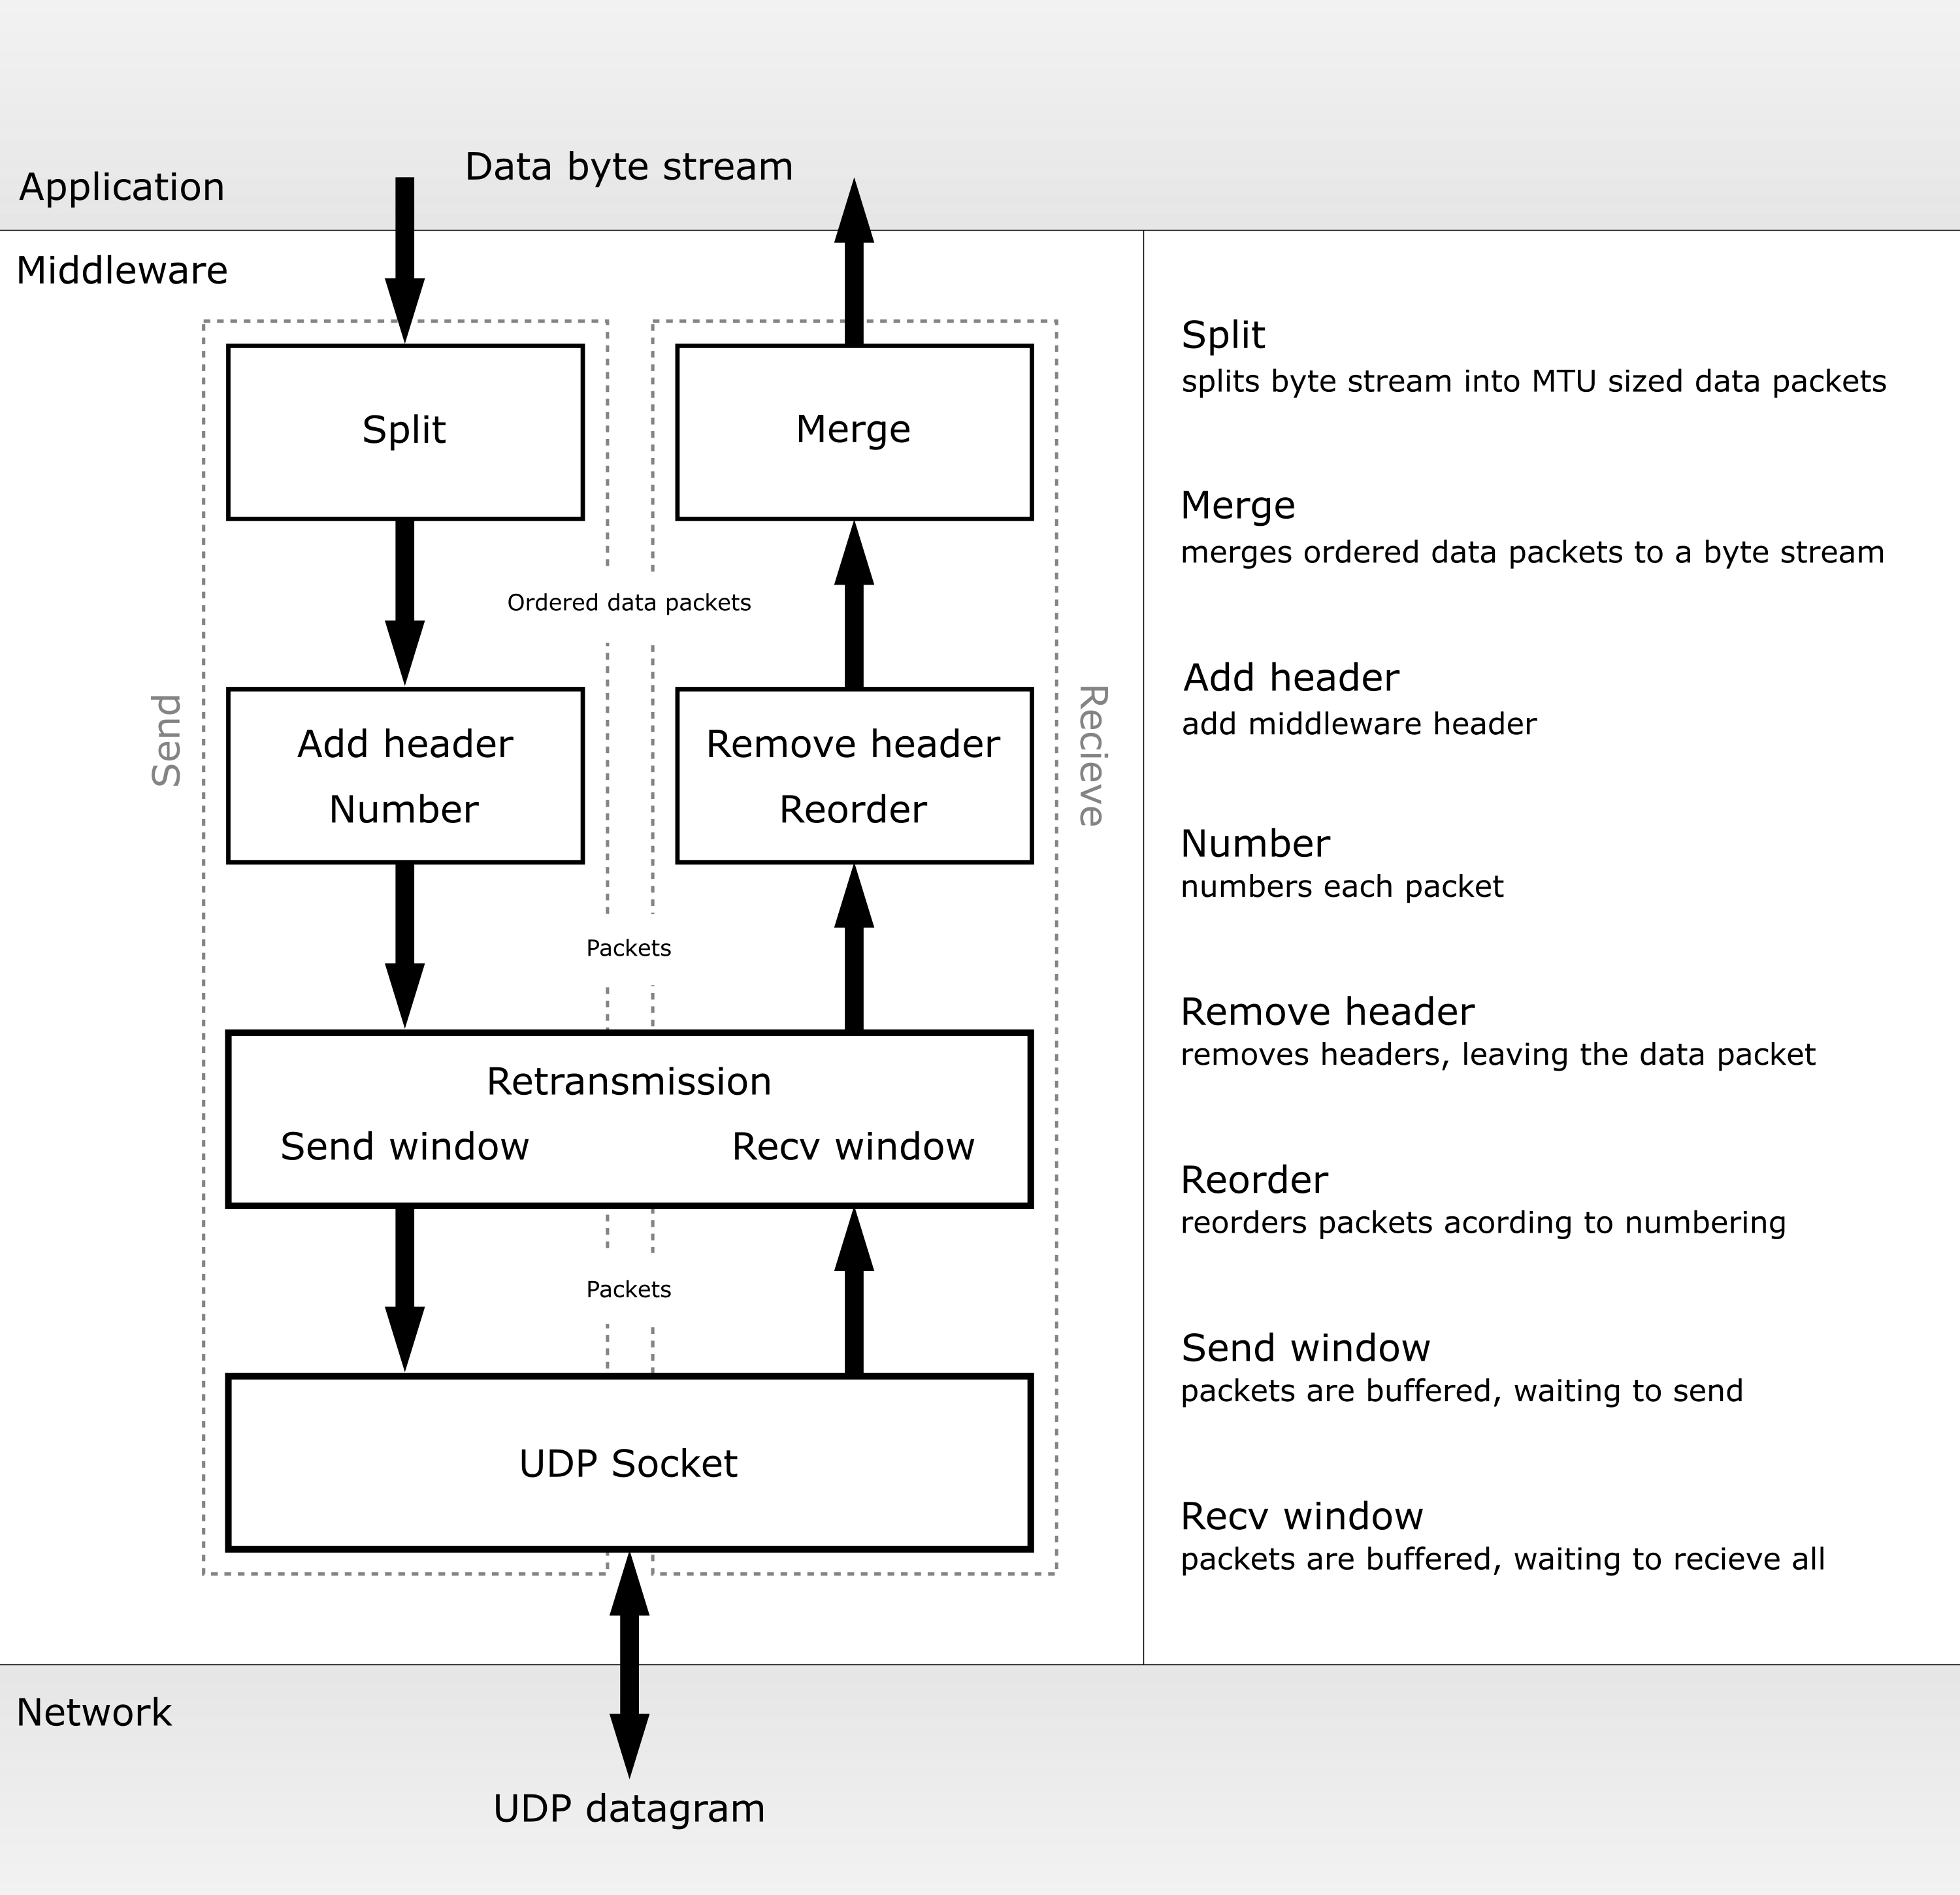 Data byte stream
Application
Middleware
Split
Merge
Ordered data packets
Send
Add header
Number
Remove header
Reorder
Recieve
Packets
Retransmission
Send window
Recv window
Packets
UDP Socket
Split
splits byte stream into MTU sized data packets
Merge
merges ordered data packets to a byte stream
Add header
add middleware header
Number
numbers each packet
Remove header
removes headers, leaving the data packet
Reorder
reorders packets acording to numbering
Send window
packets are buffered, waiting to send
Recv window
packets are buffered, waiting to recieve all
Network
UDP datagram